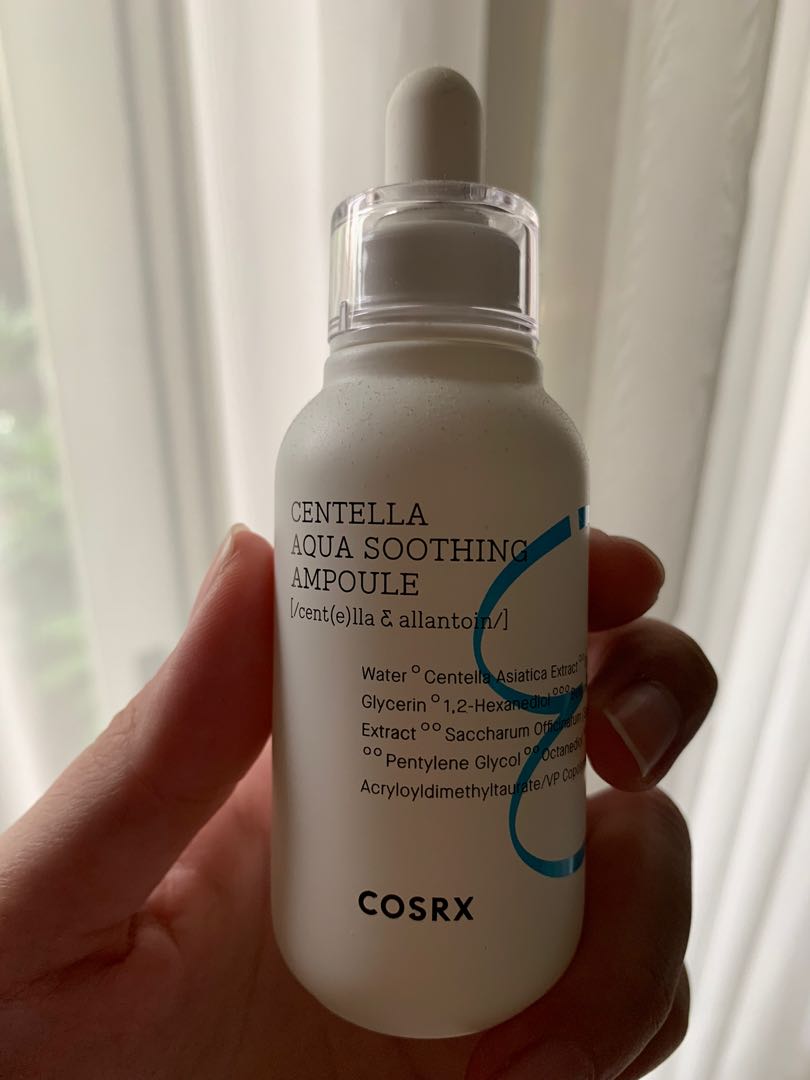 CENTELLA
AQUA SOOTHING
AMPOULE
[/cent(e)lla & allantoin/]
Water ° Centella Asiatica Extract °°
Glycerin ° 1,2-Hexanediol °°°
Extract °° Saccharum Officinarum
°° Pentylene Glycol °° Octanediol
Acryloyldimethyltaurate/VP
COSRX